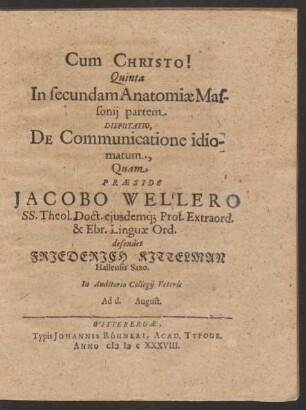 Cum CHRISTO!
Quinta
In secundam Anatomiæ Mas-
sonij partem
DISPUTATIO,
DE Communicatione idio-
matum,
Quam
PRÆSIDE
JACOBO WELLERO
SS. Theol. Doct. ejusdemq; Prof. Extraord.
& Ebr. Linguæ Ord.
defendet
FRIEDERICH KITTELMAN
Hallensis Saxo.
In Auditorio Collegij Veteris
Ad d. August.
WITTEBERGÆ,
Typis JOHANNIS RÖHNERI, ACAD. TYPOGR.
ANNO cIɔ Iɔ c XXXVIII.